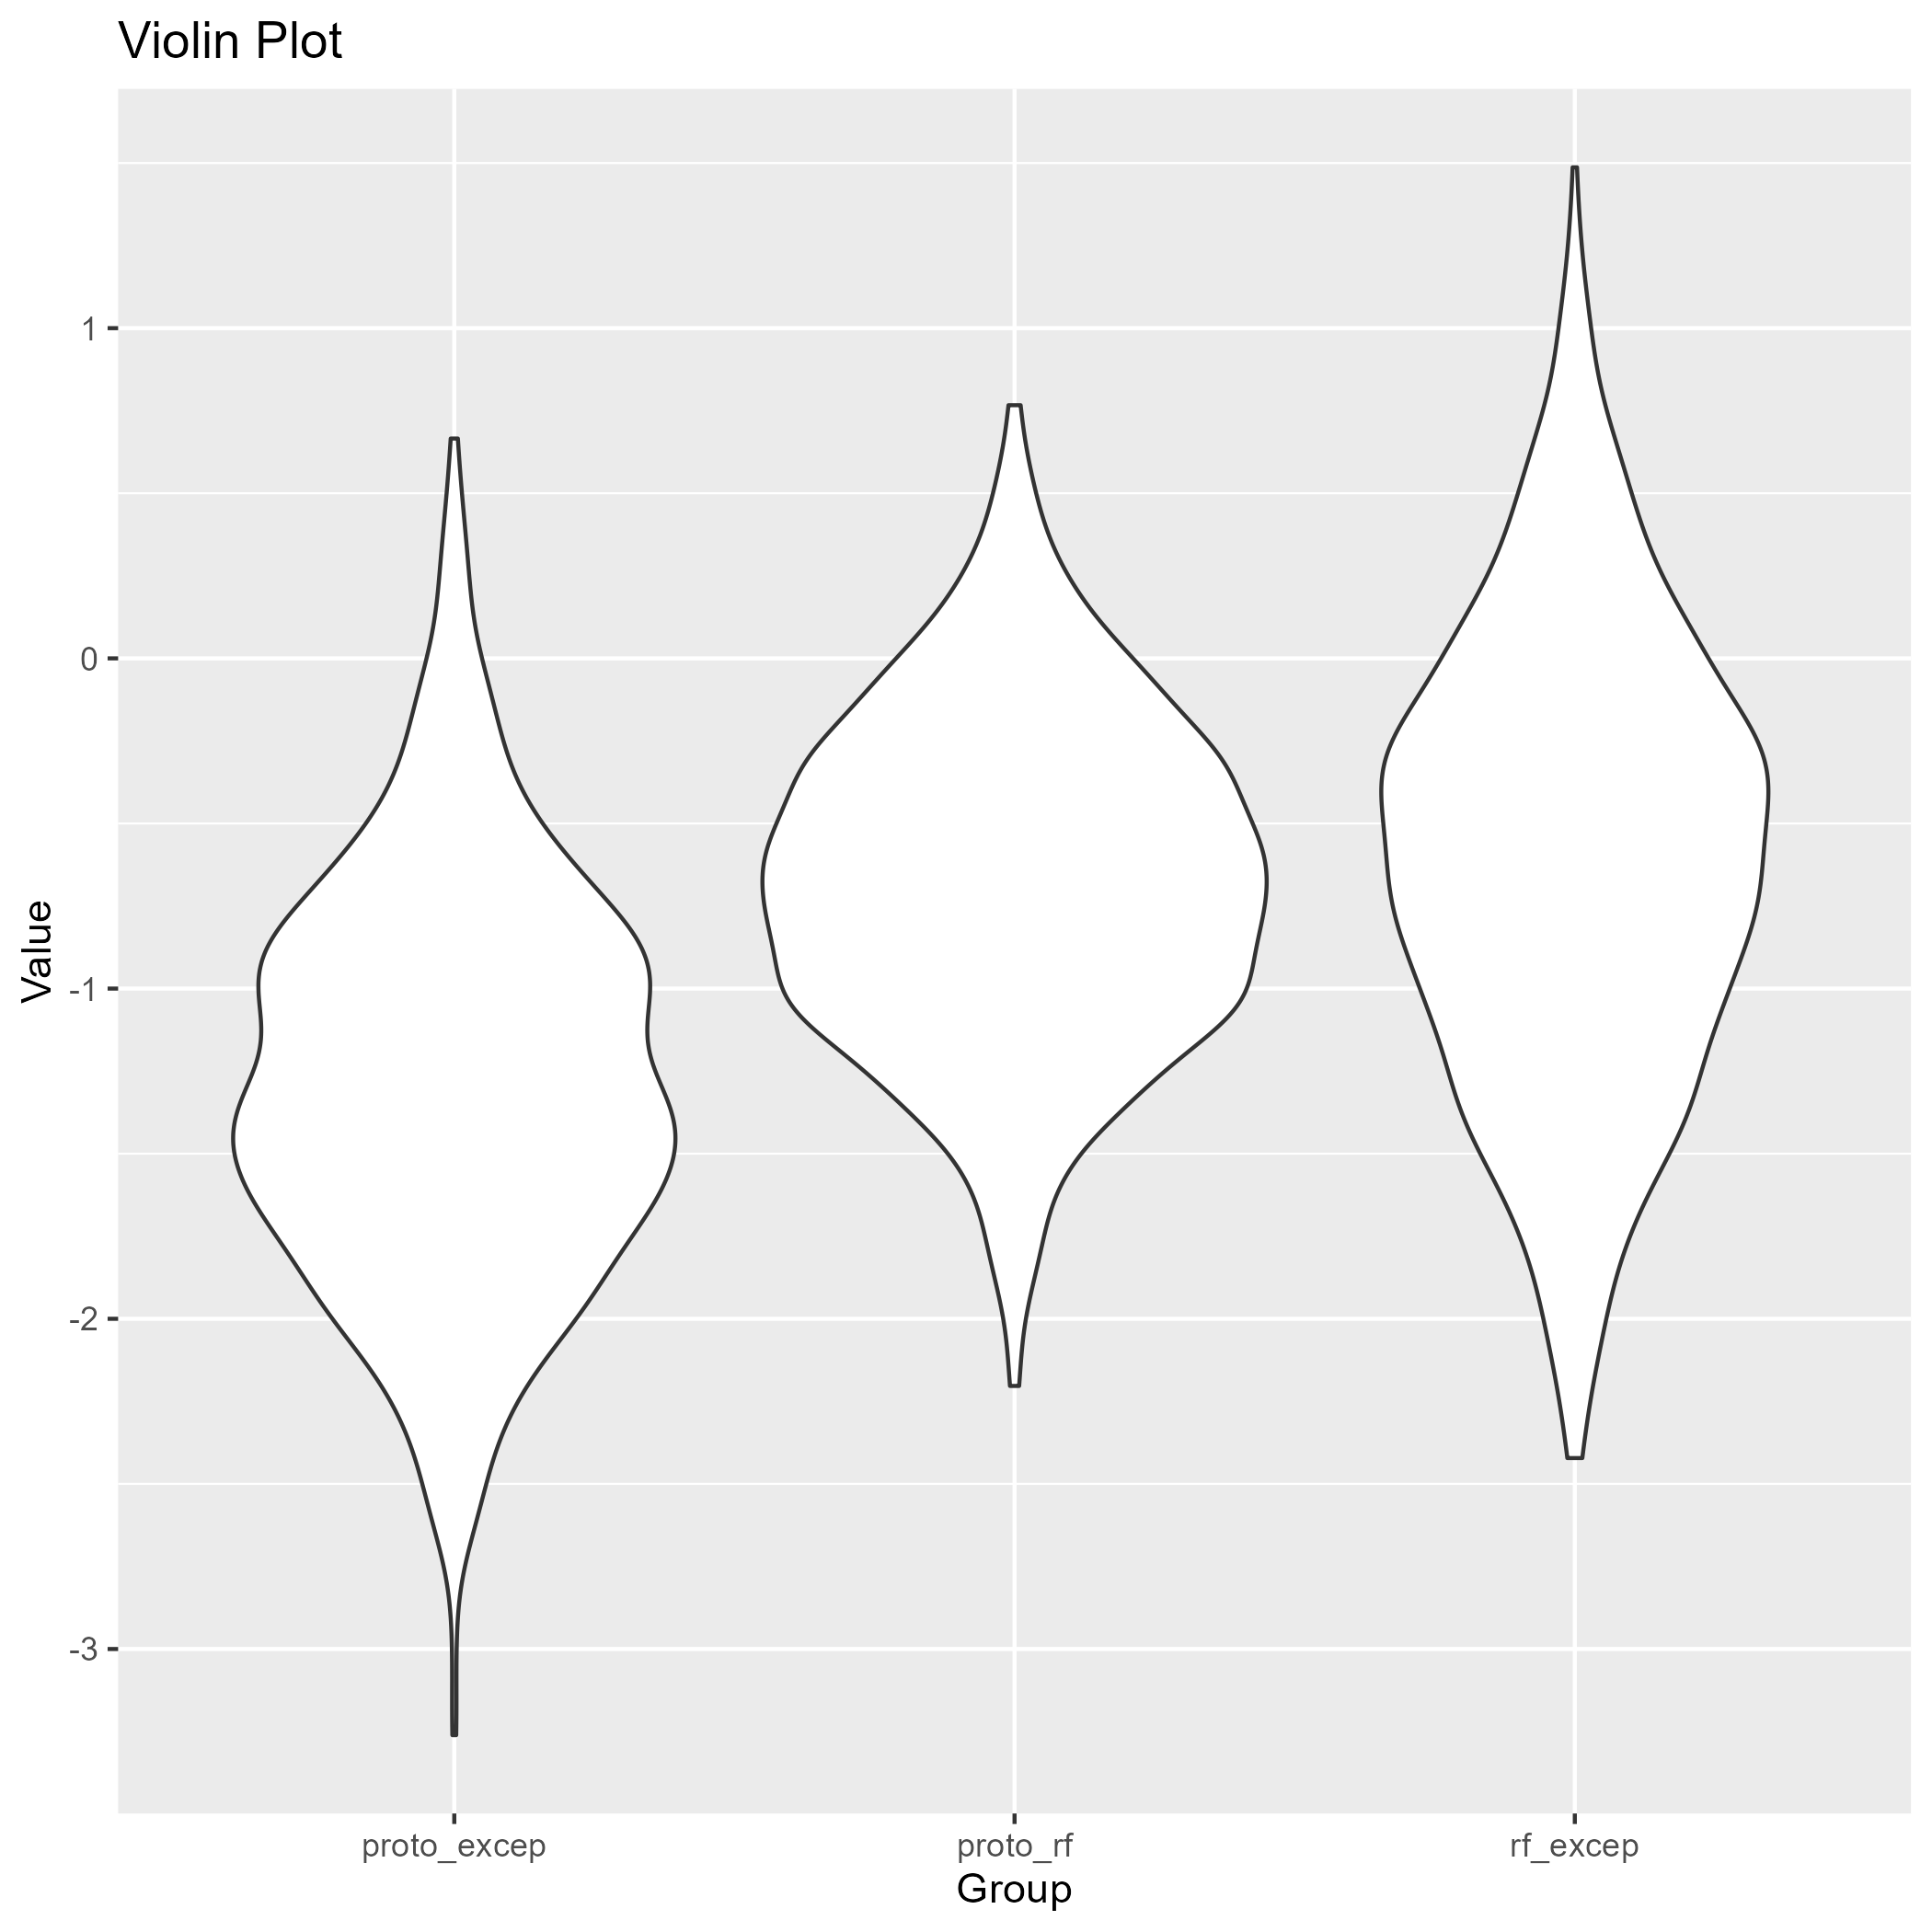 Violin Plot
Value
1
0
-1
-2
-3
proto_excep
proto_rf
rf_excep
Group